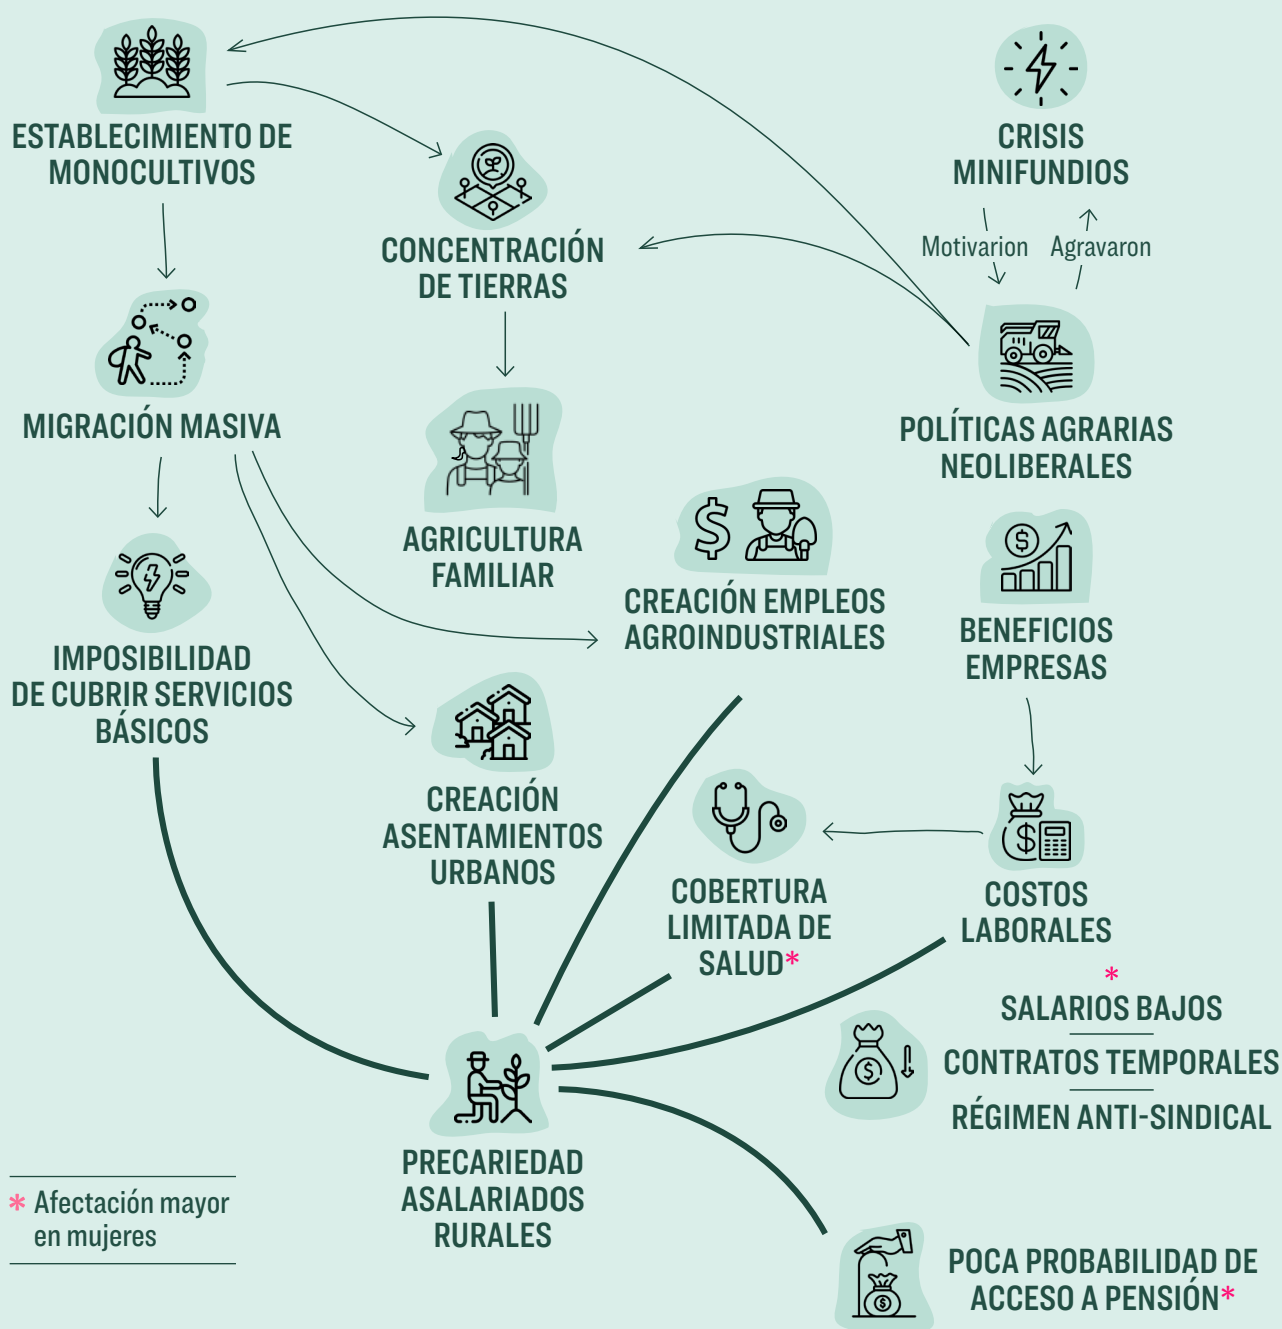 ESTABLECIMIENTO DE
MONOCULTIVOS
CRISIS
MINIFUNDIOS
CONCENTRACIÓN
DE TIERRAS
Motivarion
Agravaron
MIGRACIÓN MASIVA
POLÍTICAS AGRARIAS
NEOLIBERALES
AGRICULTURA
FAMILIAR
$
CREACIÓN EMPLEOS
AGROINDUSTRIALES
$
BENEFICIOS
EMPRESAS
IMPOSIBILIDAD
DE CUBRIR SERVICIOS
BÁSICOS
CREACIÓN
ASENTAMIENTOS
URBANOS
COBERTURA
LIMITADA DE
SALUD*
$
COSTOS
LABORALES
*
SALARIOS BAJOS
CONTRATOS TEMPORALES
RÉGIMEN ANTI-SINDICAL
$
PRECARIEDAD
ASALARIADOS
RURALES
* Afectación mayor
en mujeres
$
POCA PROBABILIDAD DE
ACCESO A PENSIÓN*